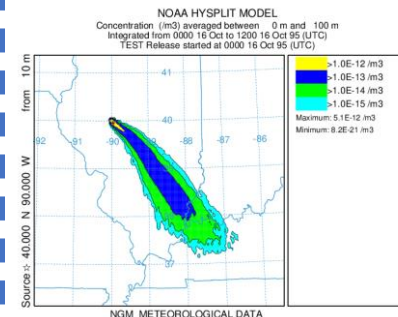 NOAA HYSPLIT MODEL
Concentration (/m3) averaged between 0 m and 100 m
Integrated from 0000 16 Oct to 1200 16 Oct 95 (UTC)
TEST Release started at 0000 16 Oct 95 (UTC)
Source ☆ 40.000 N 90.000 W from 10 m
41
40
-92 -91 -90 -89 -88 -87 -86
37
>1.0E-12 /m3
>1.0E-13 /m3
>1.0E-14 /m3
>1.0E-15 /m3
Maximum: 5.1E-12 /m3
Minimum: 8.2E-21 /m3
NGM METEOROLOGICAL DATA